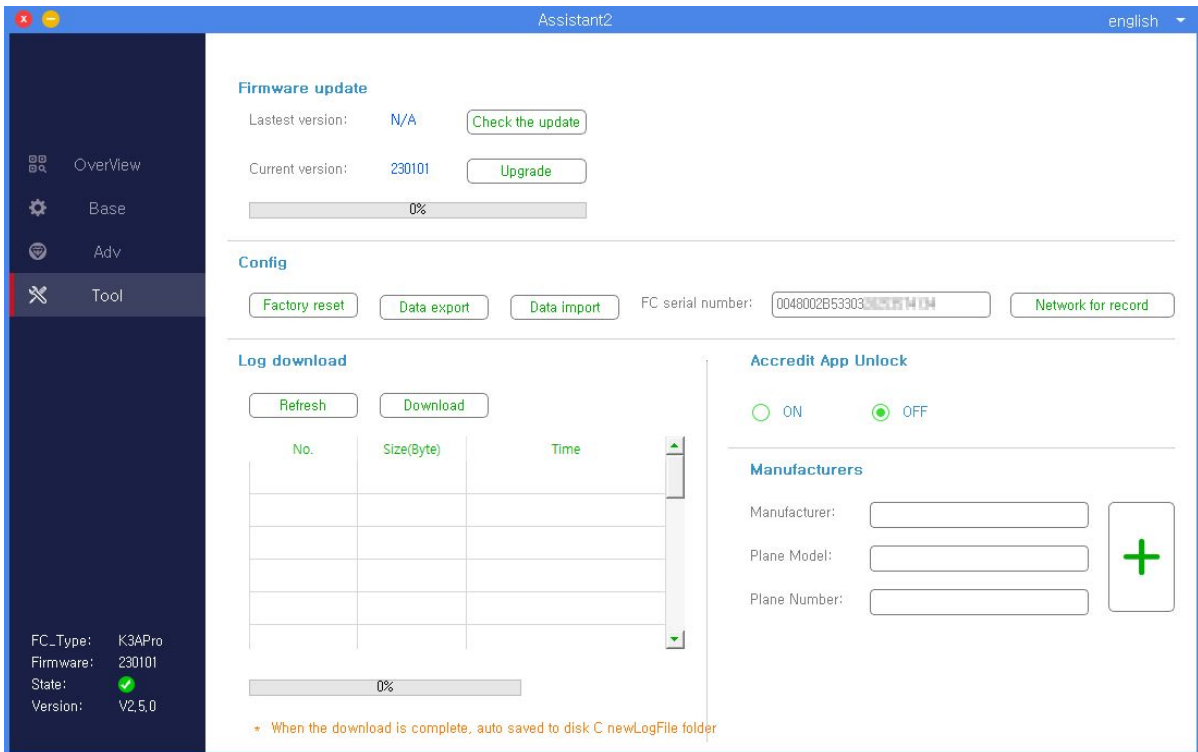 Assistant2
english
OverView
Base
Adv
Tool
FC_Type: K3APro
Firmware: 230101
State:
Version: V2,5,0
Firmware update
Lastest version: N/A Check the update
Current version: 230101 Upgrade
0%
Config
Factory reset Data export Data import FC serial number: Network for record
Log download
Refresh Download
No. Size(Byte) Time
0%
* When the download is complete, auto saved to disk C newLogFile folder
Accredit App Unlock
ON OFF
Manufacturers
Manufacturer:
Plane Model:
Plane Number: